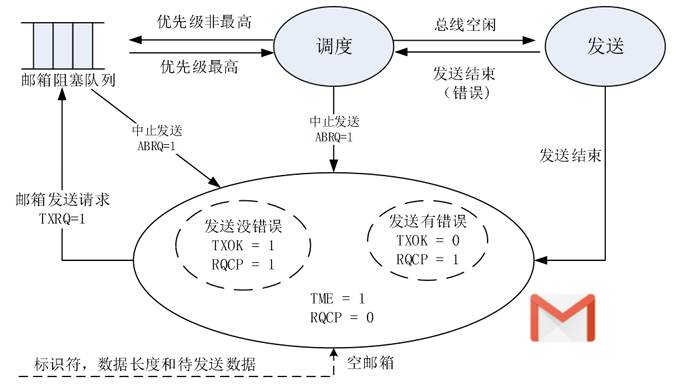 优先级非最高
优先级最高
邮箱阻塞队列
调度
总线空闲
发送结束
（错误）
发送
中止发送
ABRQ=1
中止发送
ABRQ=1
发送结束
邮箱发送请求
TXRQ=1
发送没错误
TXOK = 1
RQCP = 1
发送有错误
TXOK = 0
RQCP = 1
TME = 1
RQCP = 0
标识符，数据长度和待发送数据
空邮箱